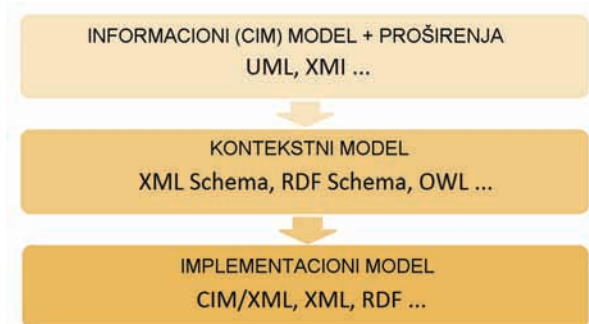 INFORMACIONI (CIM) MODEL + PROŠIRENJA
UML, XMI ...
KONTEKSTNI MODEL
XML Schema, RDF Schema, OWL ...
IMPLEMENTACIONI MODEL
CIM/XML, XML, RDF ...